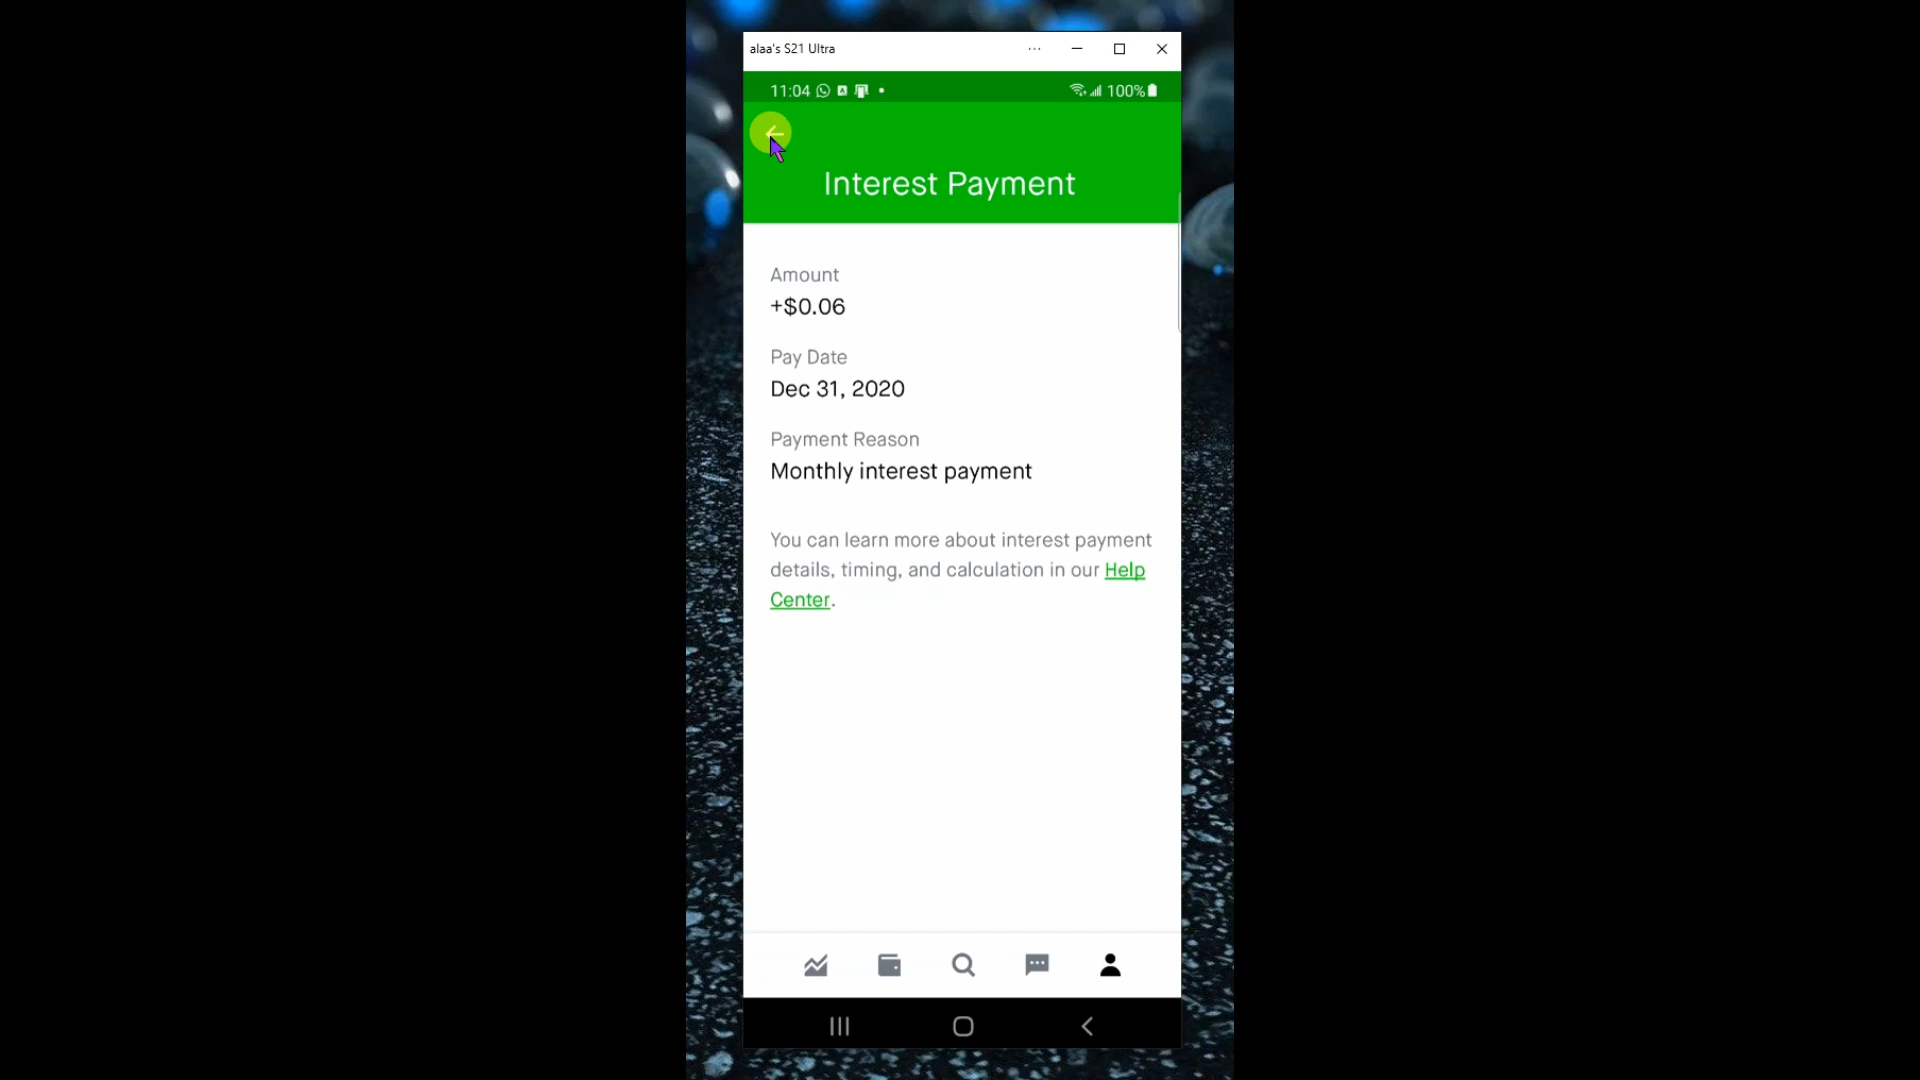 alaa's S21 Ultra
11:04 100%
Interest Payment
Amount
+$0.06
Pay Date
Dec 31, 2020
Payment Reason
Monthly interest payment
You can learn more about interest payment
details, timing, and calculation in our Help
Center.